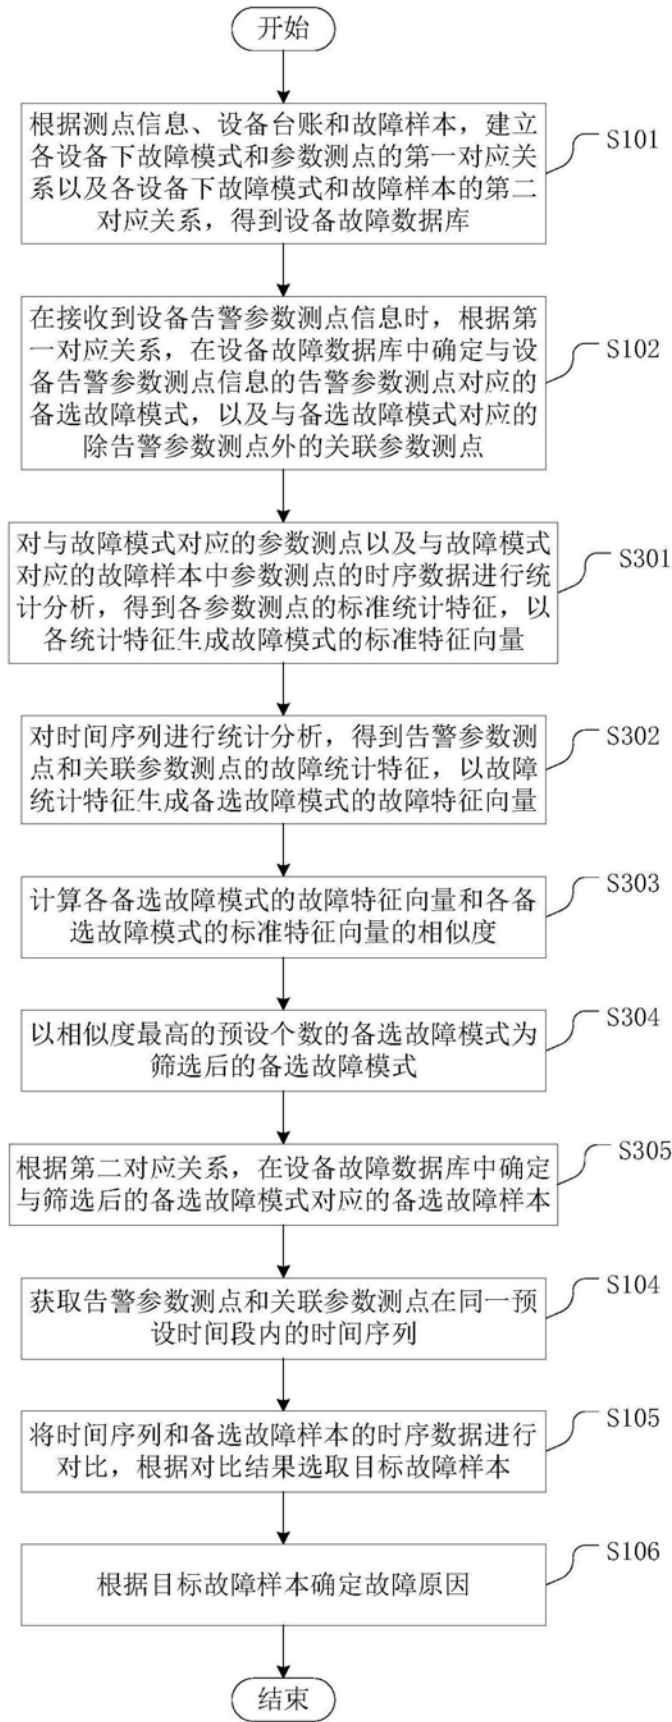 开始
根据测点信息、设备台账和故障样本，建立
各设备下故障模式和参数测点的第一对应关
系以及各设备下故障模式和故障样本的第二
对应关系，得到设备故障数据库
S101
在接收到设备告警参数测点信息时，根据第
一对应关系，在设备故障数据库中确定与设
备告警参数测点信息的告警参数测点对应的
备选故障模式，以及与备选故障模式对应的
除告警参数测点外的关联参数测点
S102
对与故障模式对应的参数测点以及与故障模式
对应的故障样本中参数测点的时序数据进行统
计分析，得到各参数测点的标准统计特征，以
各统计特征生成故障模式的标准特征向量
S301
对时间序列进行统计分析，得到告警参数测
点和关联参数测点的故障统计特征，以故障
统计特征生成备选故障模式的故障特征向量
S302
计算各备选故障模式的故障特征向量和各备
选故障模式的标准特征向量的相似度
S303
以相似度最高的预设个数的备选故障模式为
筛选后的备选故障模式
S304
根据第二对应关系，在设备故障数据库中确定
与筛选后的备选故障模式对应的备选故障样本
S305
获取告警参数测点和关联参数测点在同一预
设时间段内的时间序列
S104
将时间序列和备选故障样本的时序数据进行
对比，根据对比结果选取目标故障样本
S105
根据目标故障样本确定故障原因
S106
结束